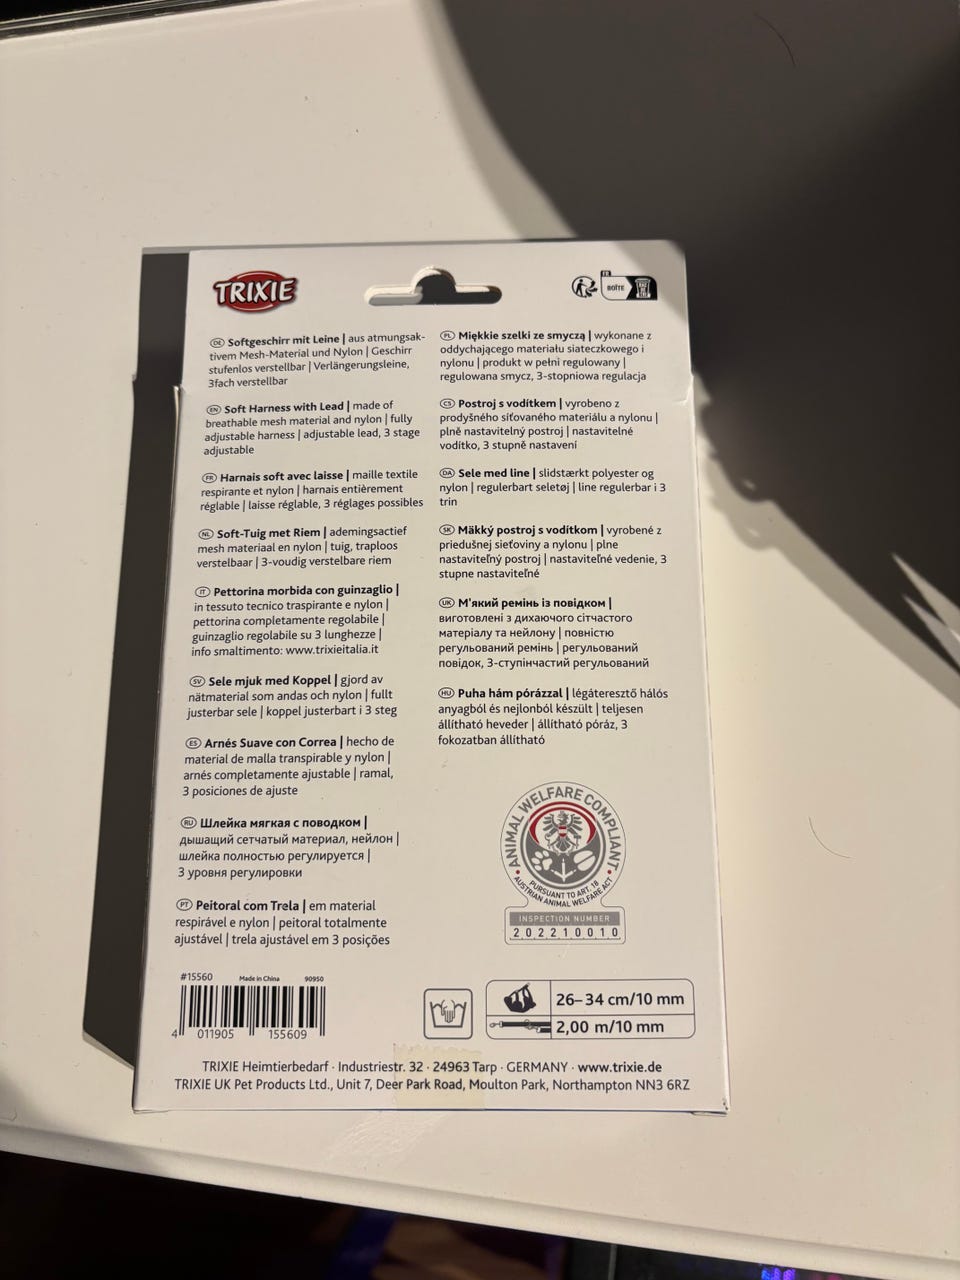 TRIXIE
FR
BOÎTE
BAC DE TRI
DE Softgeschirr mit Leine | aus atmungsak-
tivem Mesh-Material und Nylon | Geschirr
stufenlos verstellbar | Verlängerungsleine,
3fach verstellbar
EN Soft Harness with Lead | made of
breathable mesh material and nylon | fully
adjustable harness | adjustable lead, 3 stage
adjustable
FR Harnais soft avec laisse | maille textile
respirante et nylon | harnais entièrement
réglable | laisse réglable, 3 réglages possibles
NL Soft-Tuig met Riem | ademingsactief
mesh materiaal en nylon | tuig, traploos
verstelbaar | 3-voudig verstelbare riem
IT Pettorina morbida con guinzaglio |
in tessuto tecnico traspirante e nylon |
pettorina completamente regolabile |
guinzaglio regolabile su 3 lunghezze |
info smaltimento: www.trixieitalia.it
SV Sele mjuk med Koppel | gjord av
nätmaterial som andas och nylon | fullt
justerbar sele | koppel justerbart i 3 steg
ES Arnés Suave con Correa | hecho de
material de malla transpirable y nylon |
arnés completamente ajustable | ramal,
3 posiciones de ajuste
RU Шлейка мягкая с поводком |
дышащий сетчатый материал, нейлон |
шлейка полностью регулируется |
3 уровня регулировки
PT Peitoral com Trela | em material
respirável e nylon | peitoral totalmente
ajustável | trela ajustável em 3 posições
PL Miękkie szelki ze smyczą | wykonane z
oddychającego materiału siateczkowego i
nylonu | produkt w pełni regulowany |
regulowana smycz, 3-stopniowa regulacja
CS Postroj s vodítkem | vyrobeno z
prodyšného síťovaného materiálu a nylonu |
plně nastavitelný postroj | nastavitelné
vodítko, 3 stupně nastavení
DA Sele med line | slidstærkt polyester og
nylon | regulerbart seletøj | line regulerbar i 3
trin
SK Mäkký postroj s vodítkom | vyrobené z
priedušnej sieťoviny a nylonu | plne
nastaviteľný postroj | nastaviteľné vedenie, 3
stupne nastaviteľné
UK М'який ремінь із повідком |
виготовлені з дихаючого сітчастого
матеріалу та нейлону | повністю
регульований ремінь | регульований
повідок, 3-ступінчастий регульований
HU Puha hám pórázzal | légáteresztő hálós
anyagból és nejlonból készült | teljesen
állítható heveder | állítható póráz, 3
fokozatban állítható
ANIMAL WELFARE COMPLIANT
PURSUANT TO ART. 18
AUSTRIAN ANIMAL WELFARE ACT
INSPECTION NUMBER
202210010
#15560 Made in China 90950
4 011905 155609
26–34 cm/10 mm
2,00 m/10 mm
TRIXIE Heimtierbedarf · Industriestr. 32 · 24963 Tarp · GERMANY · www.trixie.de
TRIXIE UK Pet Products Ltd., Unit 7, Deer Park Road, Moulton Park, Northampton NN3 6RZ